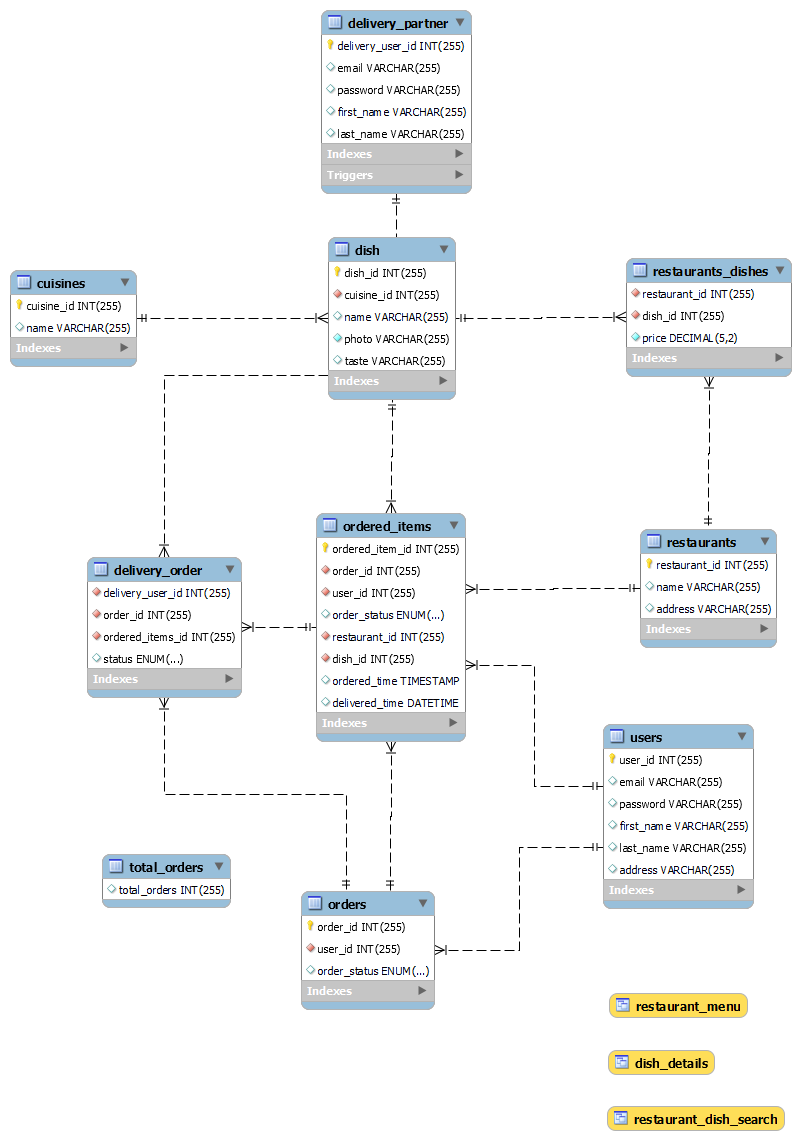 delivery_partner
delivery_user_id INT(255)
email VARCHAR(255)
password VARCHAR(255)
first_name VARCHAR(255)
last_name VARCHAR(255)
Indexes
Triggers
dish
dish_id INT(255)
cuisine_id INT(255)
name VARCHAR(255)
photo VARCHAR(255)
taste VARCHAR(255)
Indexes
cuisines
cuisine_id INT(255)
name VARCHAR(255)
Indexes
restaurants_dishes
restaurant_id INT(255)
dish_id INT(255)
price DECIMAL(5,2)
Indexes
ordered_items
ordered_item_id INT(255)
order_id INT(255)
user_id INT(255)
order_status ENUM(...)
restaurant_id INT(255)
dish_id INT(255)
ordered_time TIMESTAMP
delivered_time DATETIME
Indexes
restaurants
restaurant_id INT(255)
name VARCHAR(255)
address VARCHAR(255)
Indexes
delivery_order
delivery_user_id INT(255)
order_id INT(255)
ordered_items_id INT(255)
status ENUM(...)
Indexes
users
user_id INT(255)
email VARCHAR(255)
password VARCHAR(255)
first_name VARCHAR(255)
last_name VARCHAR(255)
address VARCHAR(255)
Indexes
total_orders
total_orders INT(255)
orders
order_id INT(255)
user_id INT(255)
order_status ENUM(...)
Indexes
restaurant_menu
dish_details
restaurant_dish_search